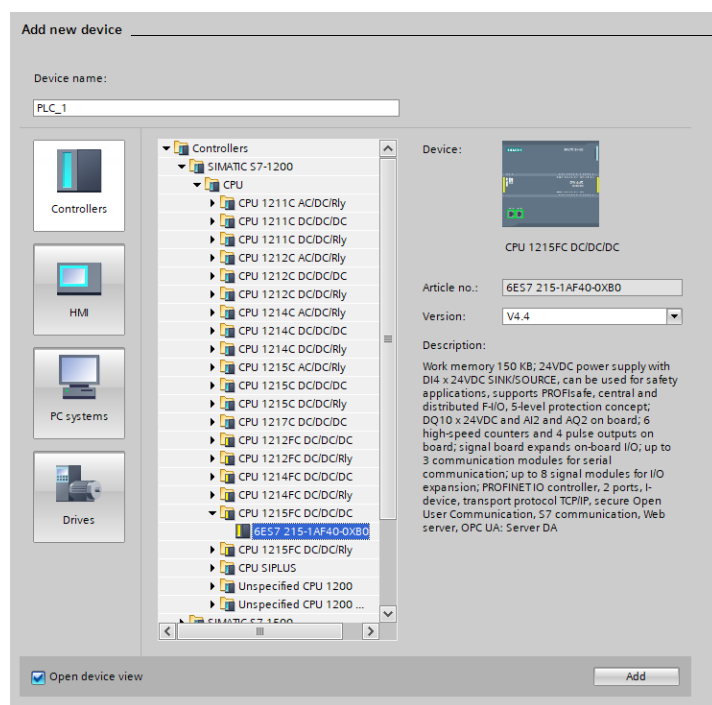 Add new device
Device name:
PLC_1
Controllers
HMI
PC systems
Drives
Controllers
SIMATIC S7-1200
CPU
CPU 1211C AC/DC/Rly
CPU 1211C DC/DC/DC
CPU 1211C DC/DC/Rly
CPU 1212C AC/DC/Rly
CPU 1212C DC/DC/DC
CPU 1212C DC/DC/Rly
CPU 1214C AC/DC/Rly
CPU 1214C DC/DC/DC
CPU 1214C DC/DC/Rly
CPU 1215C AC/DC/Rly
CPU 1215C DC/DC/DC
CPU 1215C DC/DC/Rly
CPU 1217C DC/DC/DC
CPU 1212FC DC/DC/DC
CPU 1212FC DC/DC/Rly
CPU 1214FC DC/DC/DC
CPU 1214FC DC/DC/Rly
CPU 1215FC DC/DC/DC
6ES7 215-1AF40-0XB0
CPU 1215FC DC/DC/Rly
CPU SIPLUS
Unspecified CPU 1200
Unspecified CPU 1200 ...
SIMATIC S7-1500
Device:
CPU 1215FC DC/DC/DC
Article no.: 6ES7 215-1AF40-0XB0
Version: V4.4
Description:
Work memory 150 KB; 24VDC power supply with
DI4 x 24VDC SINK/SOURCE, can be used for safety
applications, supports PROFIsafe, central and
distributed F-I/O, 5-level protection concept;
DQ10 x 24VDC and AI2 and AQ2 on board; 6
high-speed counters and 4 pulse outputs on
board; signal board expands on-board I/O; up to
3 communication modules for serial
communication; up to 8 signal modules for I/O
expansion; PROFINET IO controller, 2 ports, I-
device, transport protocol TCP/IP, secure Open
User Communication, S7 communication, Web
server, OPC UA: Server DA
Open device view
Add